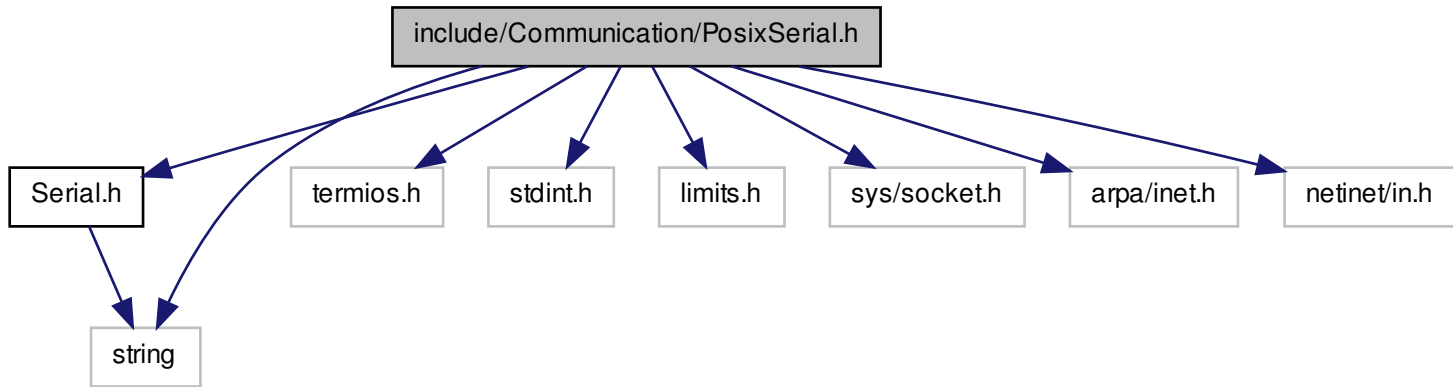 include/Communication/PosixSerial.h
Serial.h
termios.h
stdint.h
limits.h
sys/socket.h
arpa/inet.h
netinet/in.h
string